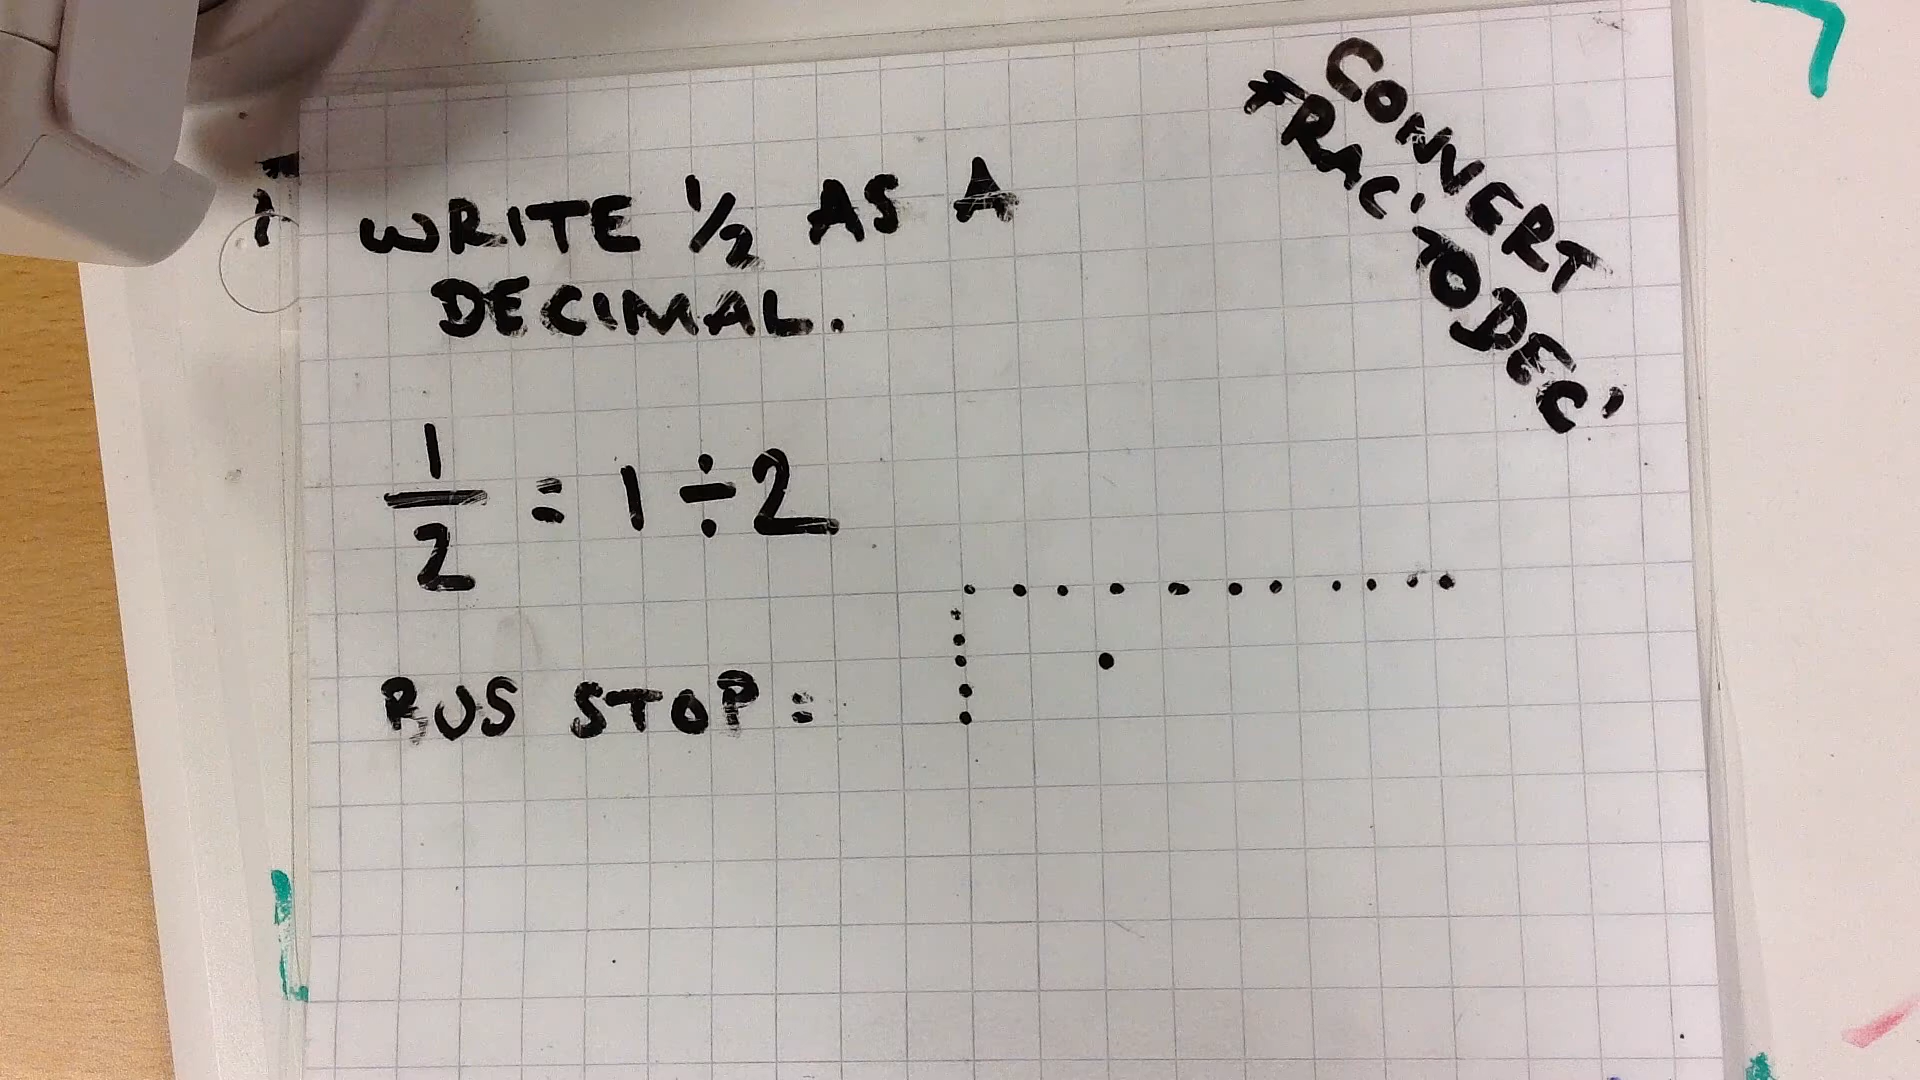 WRITE 1/2 AS A
DECIMAL.
CONVERT
FRAC' TO DEC'
1/2 = 1 ÷ 2
BUS STOP: